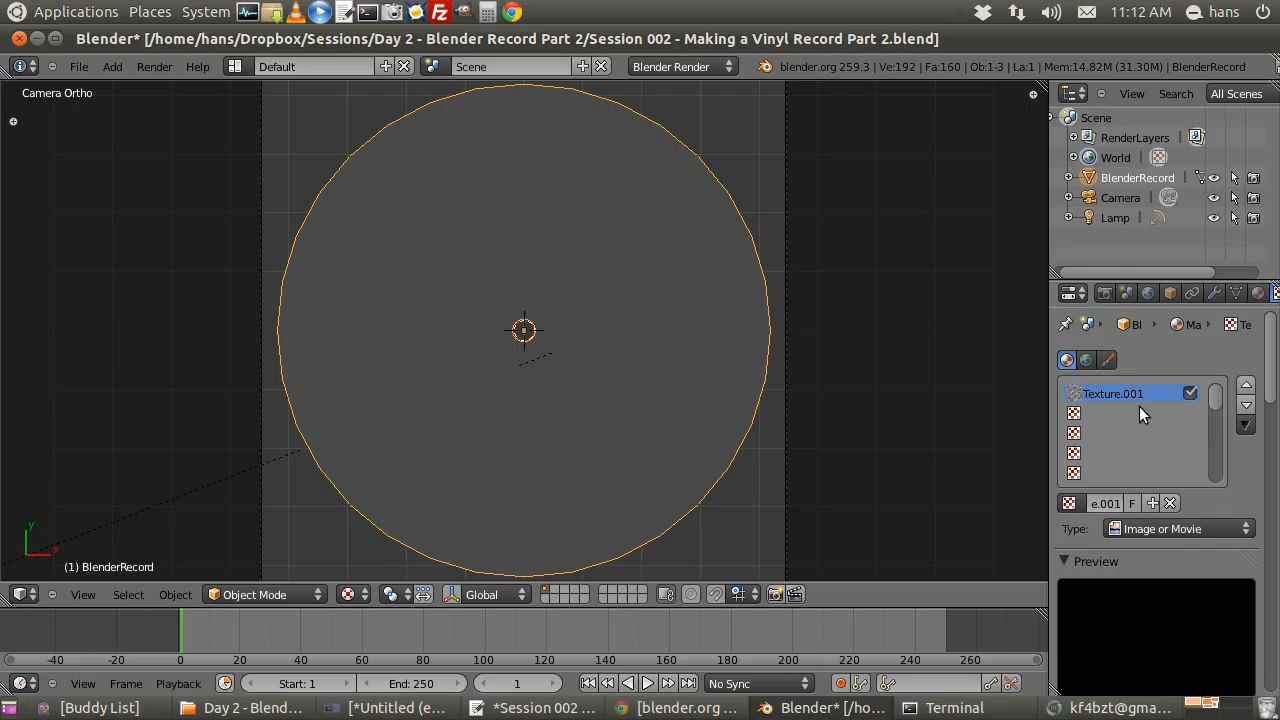 Applications Places System 11:12 AM hans
Blender* [/home/hans/Dropbox/Sessions/Day 2 - Blender Record Part 2/Session 002 - Making a Vinyl Record Part 2.blend]
File Add Render Help Default Scene Blender Render blender.org 259.3 | Ve:192 | Fa:160 | Ob:1-3 | La:1 | Mem:14.82M (3.30M) | BlenderRecord
Camera Ortho
View Search All Scenes
Scene
RenderLayers |
World |
BlenderRecord
Camera |
Lamp |
Bl Ma Te
Texture.001
e.001 F
Type: Image or Movie
Preview
y
x
(1) BlenderRecord
View Select Object Object Mode Global
-40 -20 0 20 40 60 80 100 120 140 160 180 200 220 240 260
View Frame Playback Start: 1 End: 250 1 No Sync
[Buddy List] Day 2 - Blend... [*Untitled (e... *Session 002 ... [blender.org ... Blender* [/ho... Terminal kf4bzt@gma...